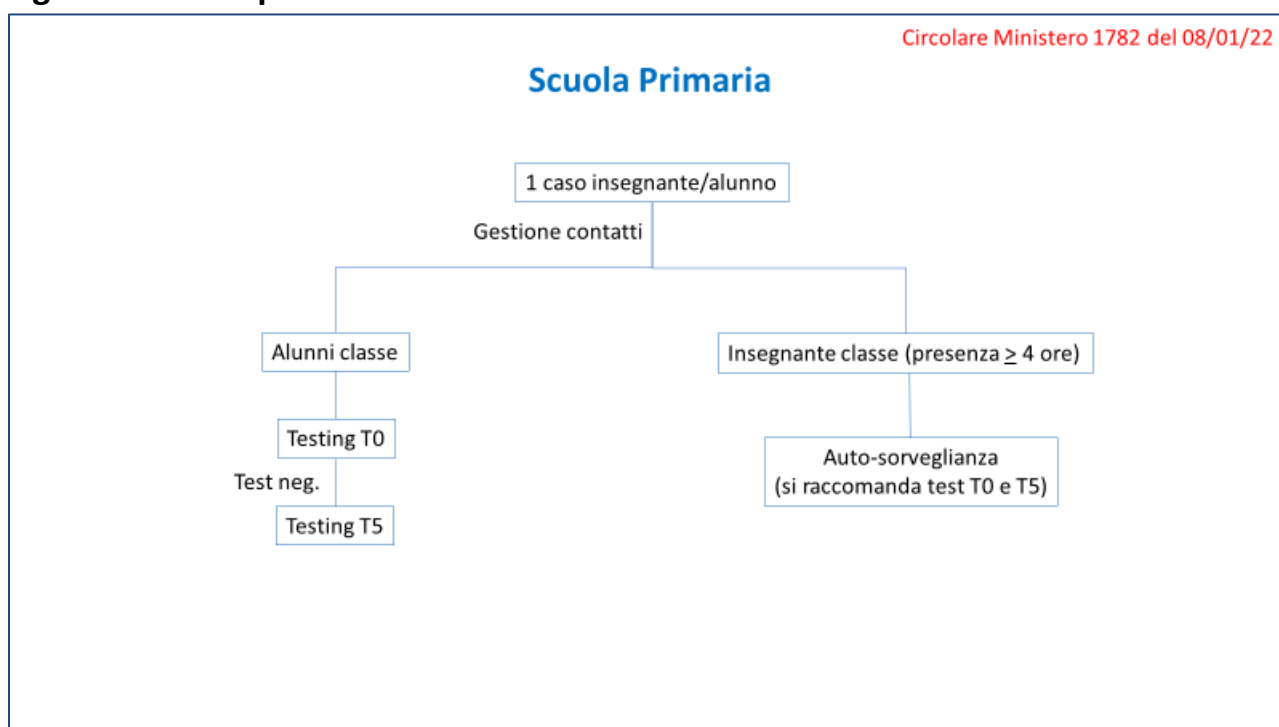 Circolare Ministero 1782 del 08/01/22
Scuola Primaria
1 caso insegnante/alunno
Gestione contatti
Alunni classe
Insegnante classe (presenza ≥ 4 ore)
Testing T0
Auto-sorveglianza
(si raccomanda test T0 e T5)
Test neg.
Testing T5